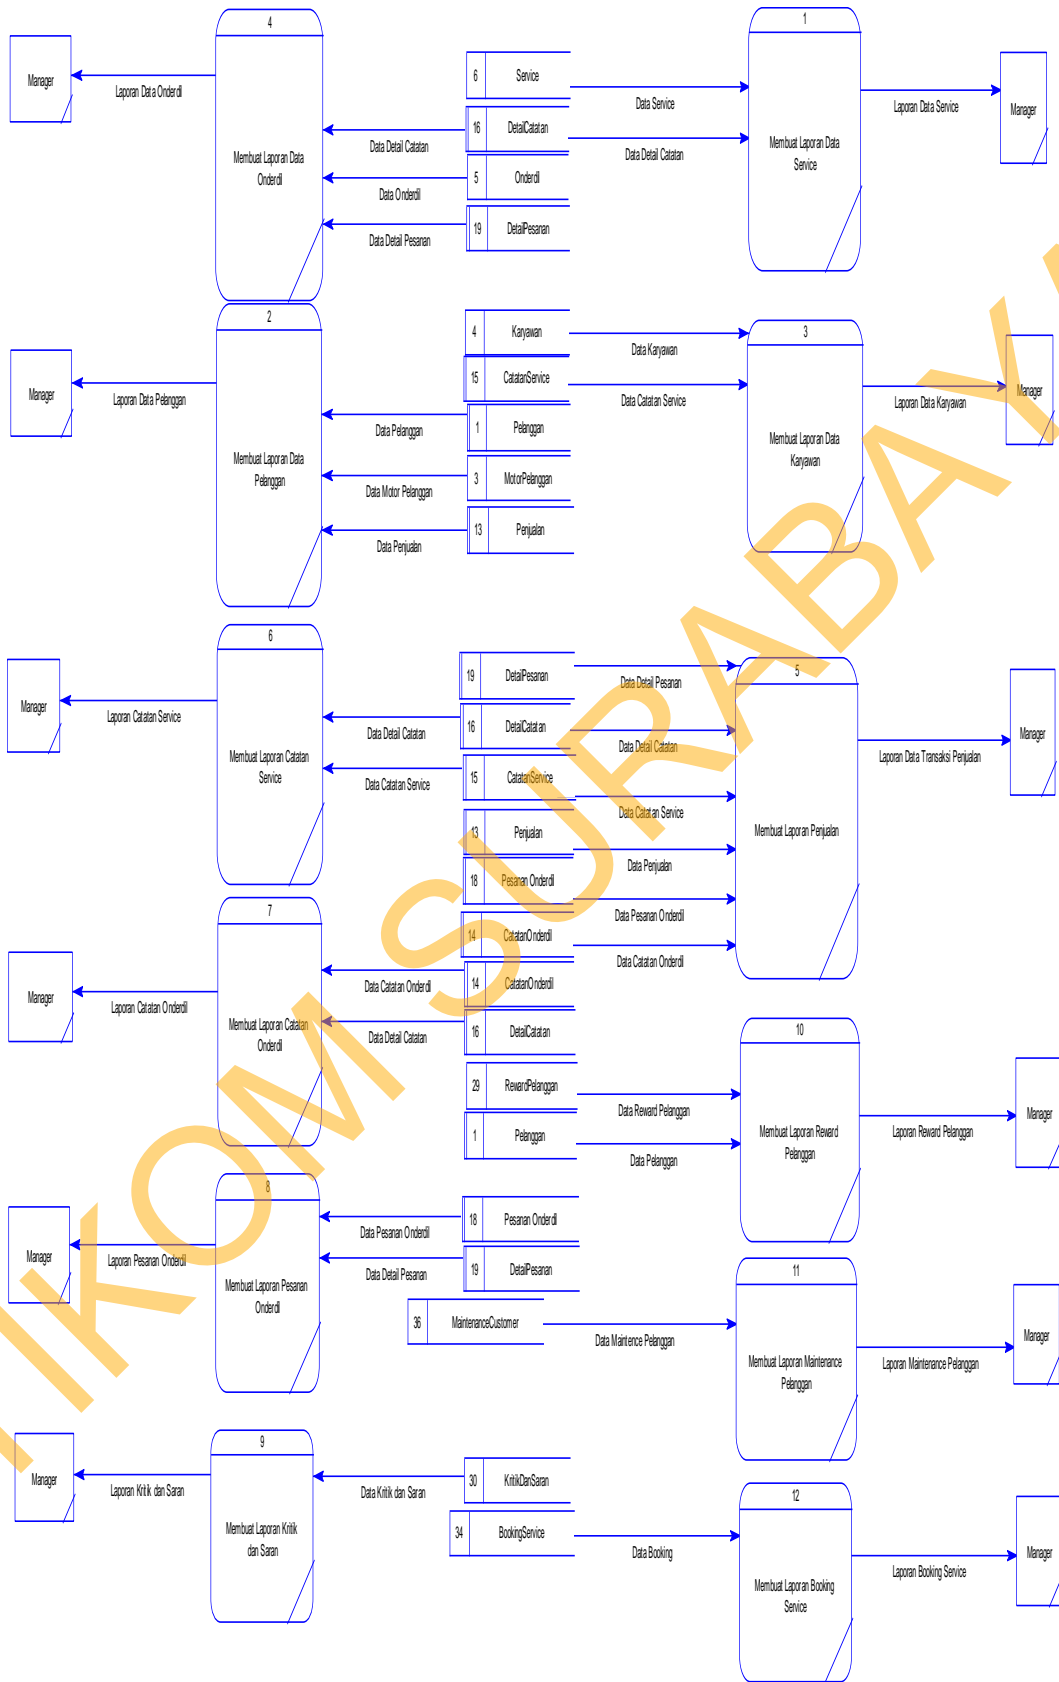 4
Manager
Laporan Data Onderdil
Membuat Laporan Data
Onderdil
6 Service
16 DetailCatatan
5 Onderdil
19 DetailPesanan
Data Detail Catatan
Data Onderdil
Data Detail Pesanan
Data Service
Data Detail Catatan
1
Membuat Laporan Data
Service
Laporan Data Service
Manager
2
Manager
Laporan Data Pelanggan
Membuat Laporan Data
Pelanggan
4 Karyawan
15 CatatanService
1 Pelanggan
3 MotorPelanggan
13 Penjualan
Data Pelanggan
Data Motor Pelanggan
Data Penjualan
Data Karyawan
Data Catatan Service
3
Membuat Laporan Data
Karyawan
Laporan Data Karyawan
Manager
6
Manager
Laporan Catatan Service
Membuat Laporan Catatan
Service
Data Detail Catatan
Data Catatan Service
19 DetailPesanan
16 DetailCatatan
15 CatatanService
13 Penjualan
18 Pesanan Onderdil
14 CatatanOnderdil
Data Detail Pesanan
Data Detail Catatan
Data Catatan Service
Data Penjualan
Data Pesanan Onderdil
Data Catatan Onderdil
5
Membuat Laporan Penjualan
Laporan Data Transaksi Penjualan
Manager
7
Manager
Laporan Catatan Onderdil
Membuat Laporan Catatan
Onderdil
Data Catatan Onderdil
Data Detail Catatan
14 CatatanOnderdil
16 DetailCatatan
29 RewardPelanggan
1 Pelanggan
Data Reward Pelanggan
Data Pelanggan
10
Membuat Laporan Reward
Pelanggan
Laporan Reward Pelanggan
Manager
8
Manager
Laporan Pesanan Onderdil
Membuat Laporan Pesanan
Onderdil
Data Pesanan Onderdil
Data Detail Pesanan
18 Pesanan Onderdil
19 DetailPesanan
36 MaintenanceCustomer
Data Maintence Pelanggan
11
Membuat Laporan Maintenance
Pelanggan
Laporan Maintenance Pelanggan
Manager
9
Manager
Laporan Kritik dan Saran
Membuat Laporan Kritik
dan Saran
Data Kritik dan Saran
30 KritikDanSaran
34 BookingService
Data Booking
12
Membuat Laporan Booking
Service
Laporan Booking Service
Manager
IKOM SURABAYA